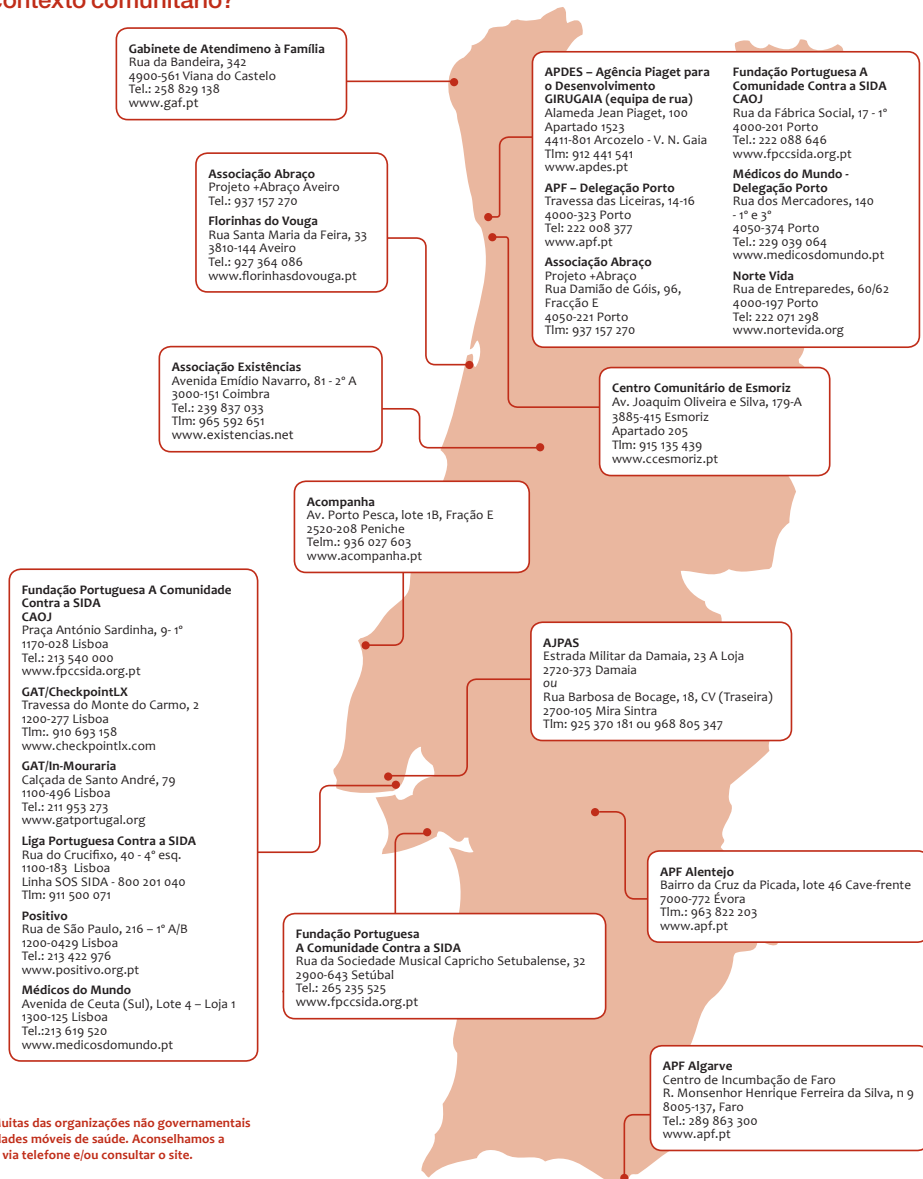 contexto comunitário?
Gabinete de Atendimeno à Família
Rua da Bandeira, 342
4900-561 Viana do Castelo
Tel.: 258 829 138
www.gaf.pt
APDES – Agência Piaget para
o Desenvolvimento
GIRUGAIA (equipa de rua)
Alameda Jean Piaget, 100
Apartado 1523
4411-801 Arcozelo - V. N. Gaia
Tlm: 912 441 541
www.apdes.pt
APF – Delegação Porto
Travessa das Liceiras, 14-16
4000-323 Porto
Tel: 222 008 377
www.apf.pt
Associação Abraço
Projeto +Abraço
Rua Damião de Góis, 96,
Fracção E
4050-221 Porto
Tlm: 937 157 270
Fundação Portuguesa A
Comunidade Contra a SIDA
CAOJ
Rua da Fábrica Social, 17 - 1°
4000-201 Porto
Tel.: 222 088 646
www.fpccsida.org.pt
Médicos do Mundo -
Delegação Porto
Rua dos Mercadores, 140
- 1° e 3°
4050-374 Porto
Tel.: 229 039 064
www.medicosdomundo.pt
Norte Vida
Rua de Entreparedes, 60/62
4000-197 Porto
Tel: 222 071 298
www.nortevida.org
Associação Abraço
Projeto +Abraço Aveiro
Tel.: 937 157 270
Florinhas do Vouga
Rua Santa Maria da Feira, 33
3810-144 Aveiro
Tel.: 927 364 086
www.florinhasdovouga.pt
Associação Existências
Avenida Emídio Navarro, 81 - 2° A
3000-151 Coimbra
Tel.: 239 837 033
Tlm: 965 592 651
www.existencias.net
Centro Comunitário de Esmoriz
Av. Joaquim Oliveira e Silva, 179-A
3885-415 Esmoriz
Apartado 205
Tlm: 915 135 439
www.ccesmoriz.pt
Acompanha
Av. Porto Pesca, lote 1B, Fração E
2520-208 Peniche
Telm.: 936 027 603
www.acompanha.pt
Fundação Portuguesa A Comunidade
Contra a SIDA
CAOJ
Praça António Sardinha, 9- 1°
1170-028 Lisboa
Tel.: 213 540 000
www.fpccsida.org.pt
GAT/CheckpointLX
Travessa do Monte do Carmo, 2
1200-277 Lisboa
Tlm:. 910 693 158
www.checkpointlx.com
GAT/In-Mouraria
Calçada de Santo André, 79
1100-496 Lisboa
Tel.: 211 953 273
www.gatportugal.org
Liga Portuguesa Contra a SIDA
Rua do Crucifixo, 40 - 4° esq.
1100-183 Lisboa
Linha SOS SIDA - 800 201 040
Tlm: 911 500 071
Positivo
Rua de São Paulo, 216 – 1° A/B
1200-0429 Lisboa
Tel.: 213 422 976
www.positivo.org.pt
Médicos do Mundo
Avenida de Ceuta (Sul), Lote 4 – Loja 1
1300-125 Lisboa
Tel.:213 619 520
www.medicosdomundo.pt
AJPAS
Estrada Militar da Damaia, 23 A Loja
2720-373 Damaia
ou
Rua Barbosa de Bocage, 18, CV (Traseira)
2700-105 Mira Sintra
Tlm: 925 370 181 ou 968 805 347
APF Alentejo
Bairro da Cruz da Picada, lote 46 Cave-frente
7000-772 Évora
Tlm.: 963 822 203
www.apf.pt
Fundação Portuguesa
A Comunidade Contra a SIDA
Rua da Sociedade Musical Capricho Setubalense, 32
2900-643 Setúbal
Tel.: 265 235 525
www.fpccsida.org.pt
APF Algarve
Centro de Incumbação de Faro
R. Monsenhor Henrique Ferreira da Silva, n 9
8005-137, Faro
Tel.: 289 863 300
www.apf.pt
uitas das organizações não governamentais
dades móveis de saúde. Aconselhamos a
via telefone e/ou consultar o site.